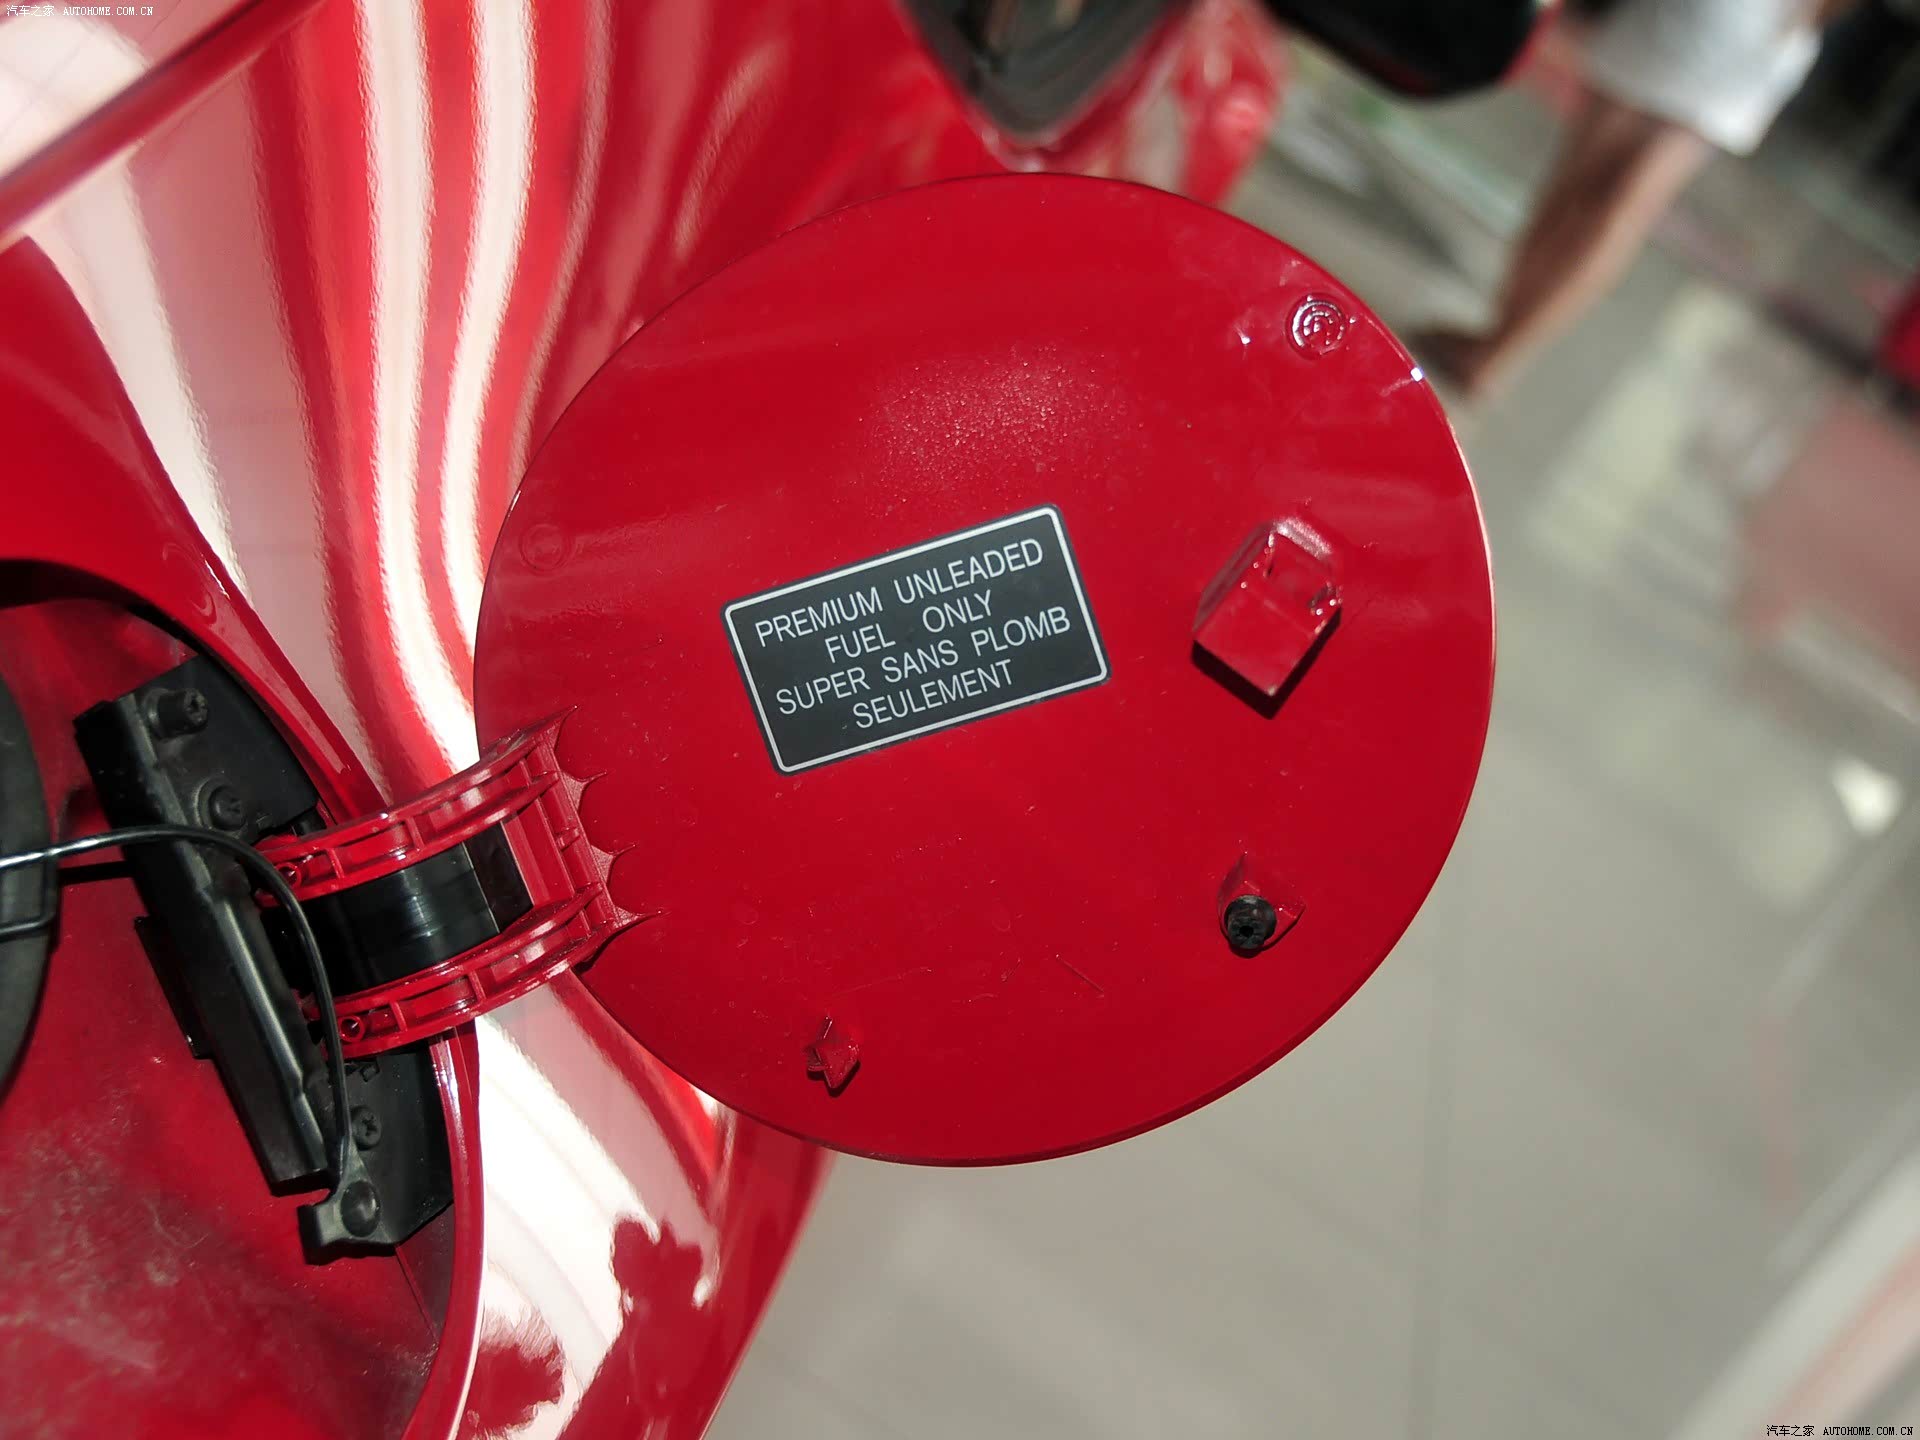 汽车之家 AUTOHOME.COM.CN
PREMIUM UNLEADED
FUEL ONLY
SUPER SANS PLOMB
SEULEMENT
汽车之家 AUTOHOME.COM.CN